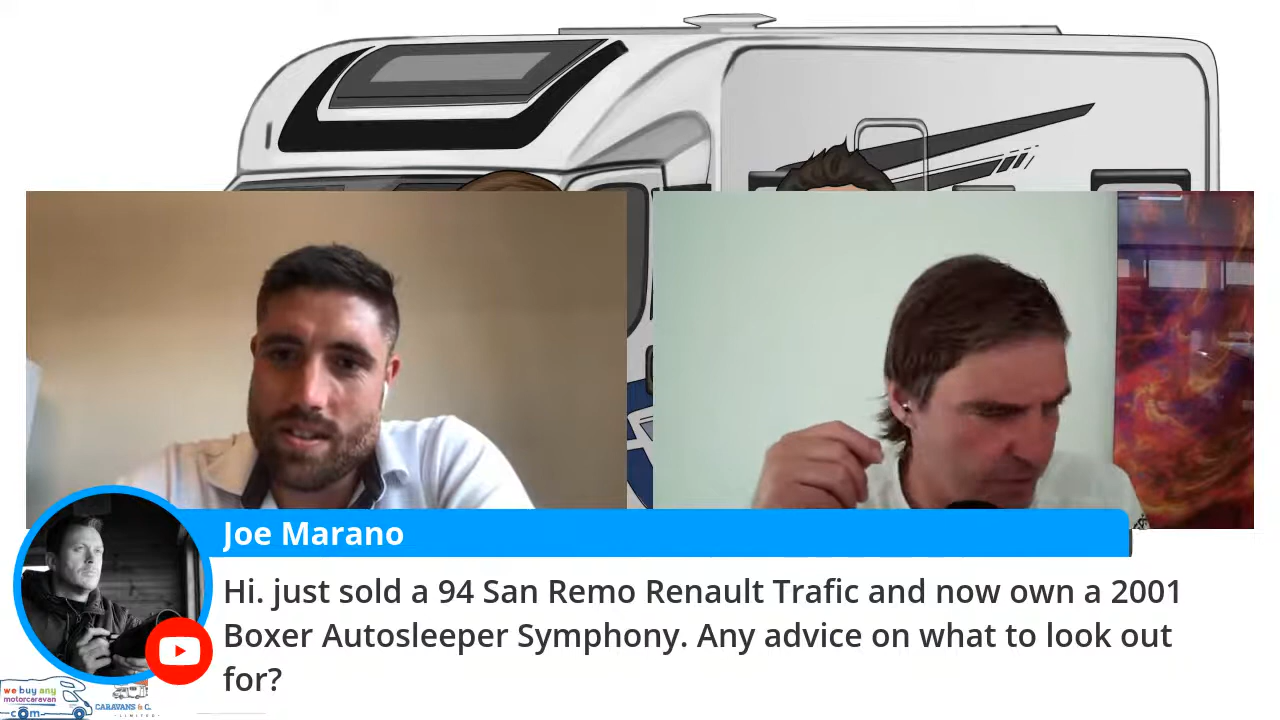 Joe Marano
Hi. just sold a 94 San Remo Renault Trafic and now own a 2001
Boxer Autosleeper Symphony. Any advice on what to look out
for?
we buy any
motorcaravan
com
CARAVANS & C.
LIMITED